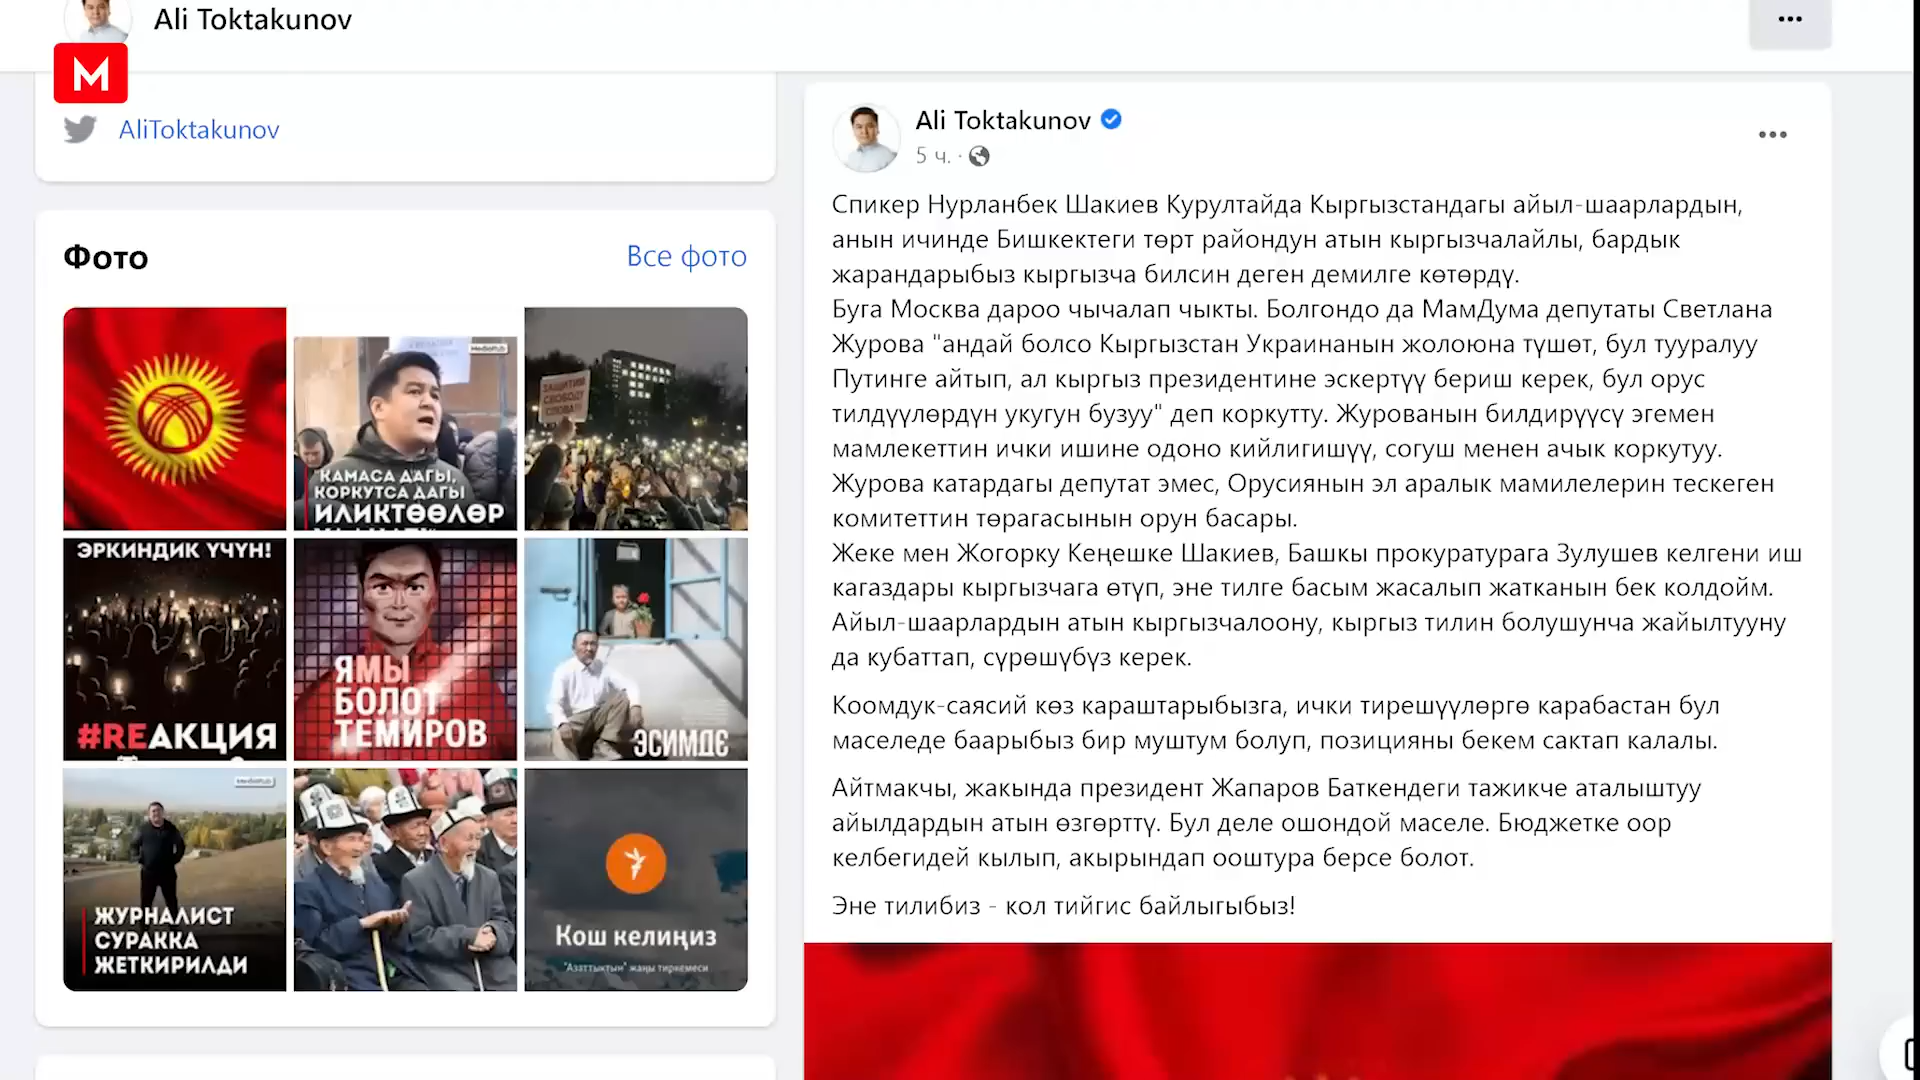 Ali Toktakunov
M
AliToktakunov
Фото
Все фото
MediaHub
"КАМАСА ДАГЫ,
КОРКУТСА ДАГЫ
ИЛИКТӨӨЛӨР
ЗАЩИТИМ
СВОБОДУ
СЛОВА!!!
ЭРКИНДИК ҮЧҮН!
#REАКЦИЯ
ЯМЫ
БОЛОТ
ТЕМИРОВ
ЭСИМДЕ
MediaHub
ЖУРНАЛИСТ
СУРАККА
ЖЕТКИРИЛДИ
Кош келиңиз
"Азаттыктын" жаңы тиркемеси
Ali Toktakunov
5 ч.
Спикер Нурланбек Шакиев Курултайда Кыргызстандагы айыл-шаарлардын,
анын ичинде Бишкектеги төрт райондун атын кыргызчалайлы, бардык
жарандарыбыз кыргызча билсин деген демилге көтөрдү.
Буга Москва дароо чычалап чыкты. Болгондо да МамДума депутаты Светлана
Журова "андай болсо Кыргызстан Украинанын жолоюна түшөт, бул тууралуу
Путинге айтып, ал кыргыз президентине эскертүү бериш керек, бул орус
тилдүүлөрдүн укугун бузуу" деп коркутту. Журованын билдирүүсү эгемен
мамлекеттин ички ишине одоно кийлигишүү, согуш менен ачык коркутуу.
Журова катардагы депутат эмес, Орусиянын эл аралык мамилелерин тескеген
комитеттин төрагасынын орун басары.
Жеке мен Жогорку Кеңешке Шакиев, Башкы прокуратурага Зулушев келгени иш
кагаздары кыргызчага өтүп, эне тилге басым жасалып жатканын бек колдойм.
Айыл-шаарлардын атын кыргызчалоону, кыргыз тилин болушунча жайылтууну
да кубаттап, сүрөшүбүз керек.
Коомдук-саясий көз караштарыбызга, ички тирешүүлөргө карабастан бул
маселеде баарыбыз бир муштум болуп, позицияны бекем сактап калалы.
Айтмакчы, жакында президент Жапаров Баткендеги тажикче аталыштуу
айылдардын атын өзгөрттү. Бул деле ошондой маселе. Бюджетке оор
келбегидей кылып, акырындап ооштура берсе болот.
Эне тилибиз - кол тийгис байлыгыбыз!